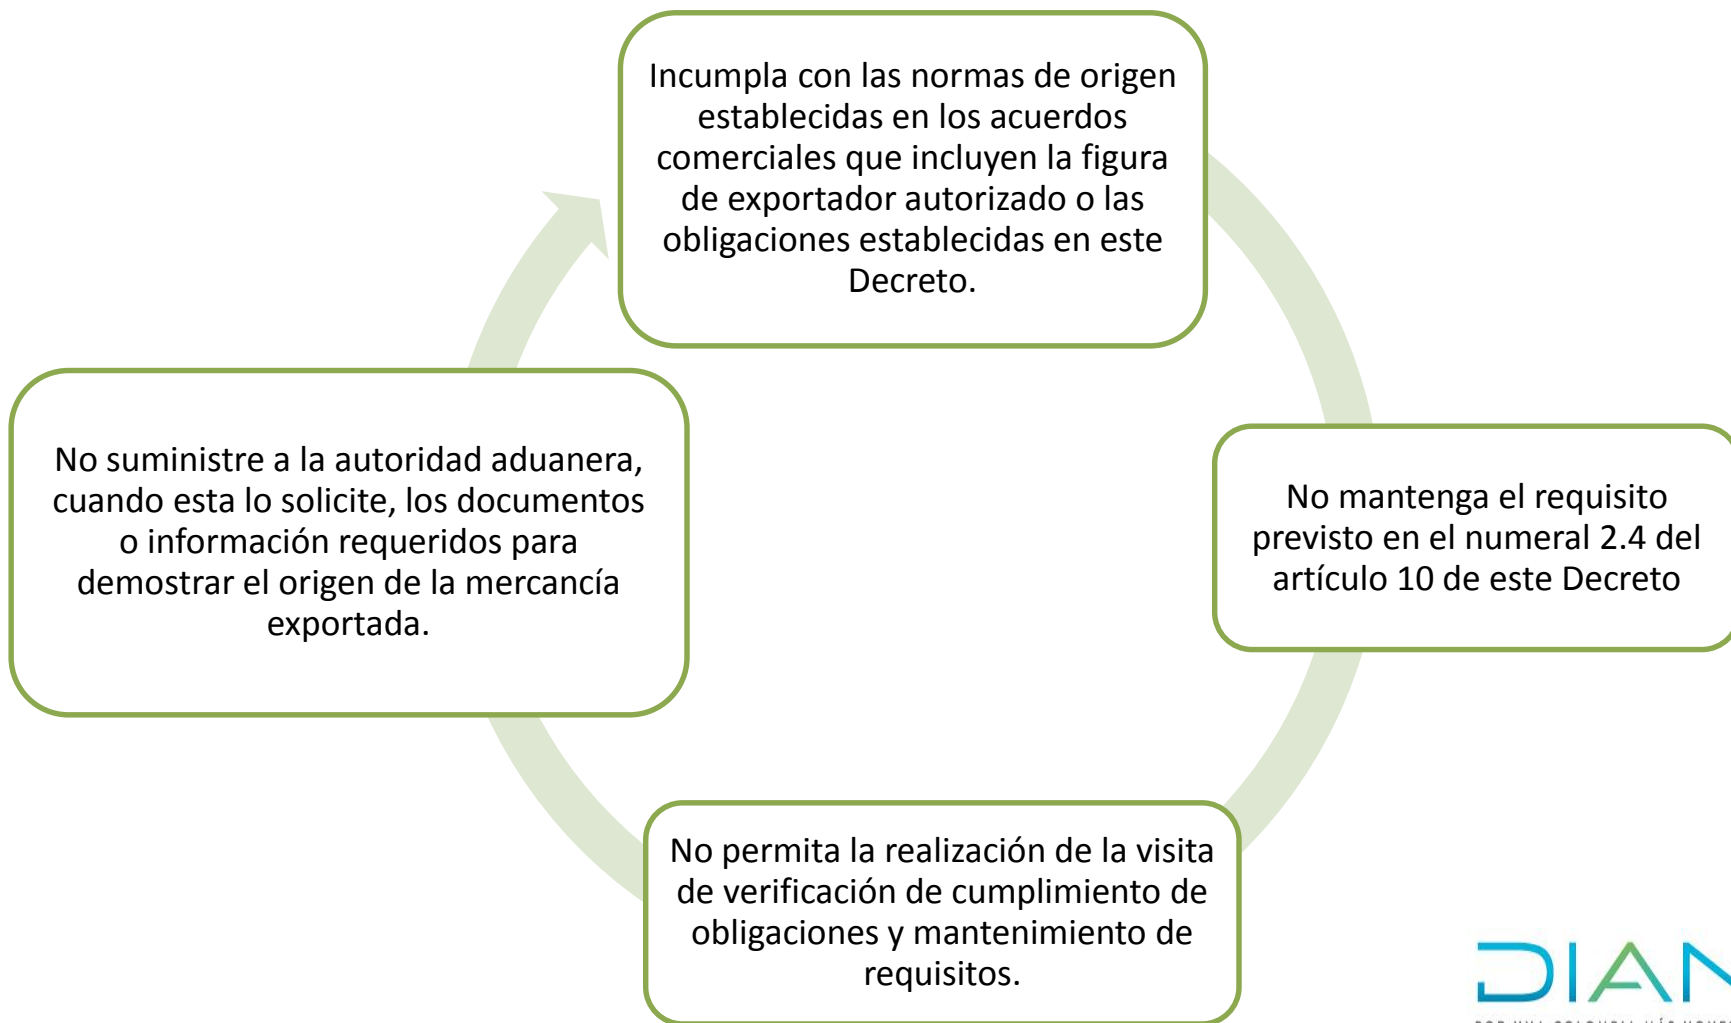 Incumpla con las normas de origen
establecidas en los acuerdos
comerciales que incluyen la figura
de exportador autorizado o las
obligaciones establecidas en este
Decreto.
No mantenga el requisito
previsto en el numeral 2.4 del
artículo 10 de este Decreto
No permita la realización de la visita
de verificación de cumplimiento de
obligaciones y mantenimiento de
requisitos.
No suministre a la autoridad aduanera,
cuando esta lo solicite, los documentos
o información requeridos para
demostrar el origen de la mercancía
exportada.
DIAN
POR UNA COLOMBIA MÁS